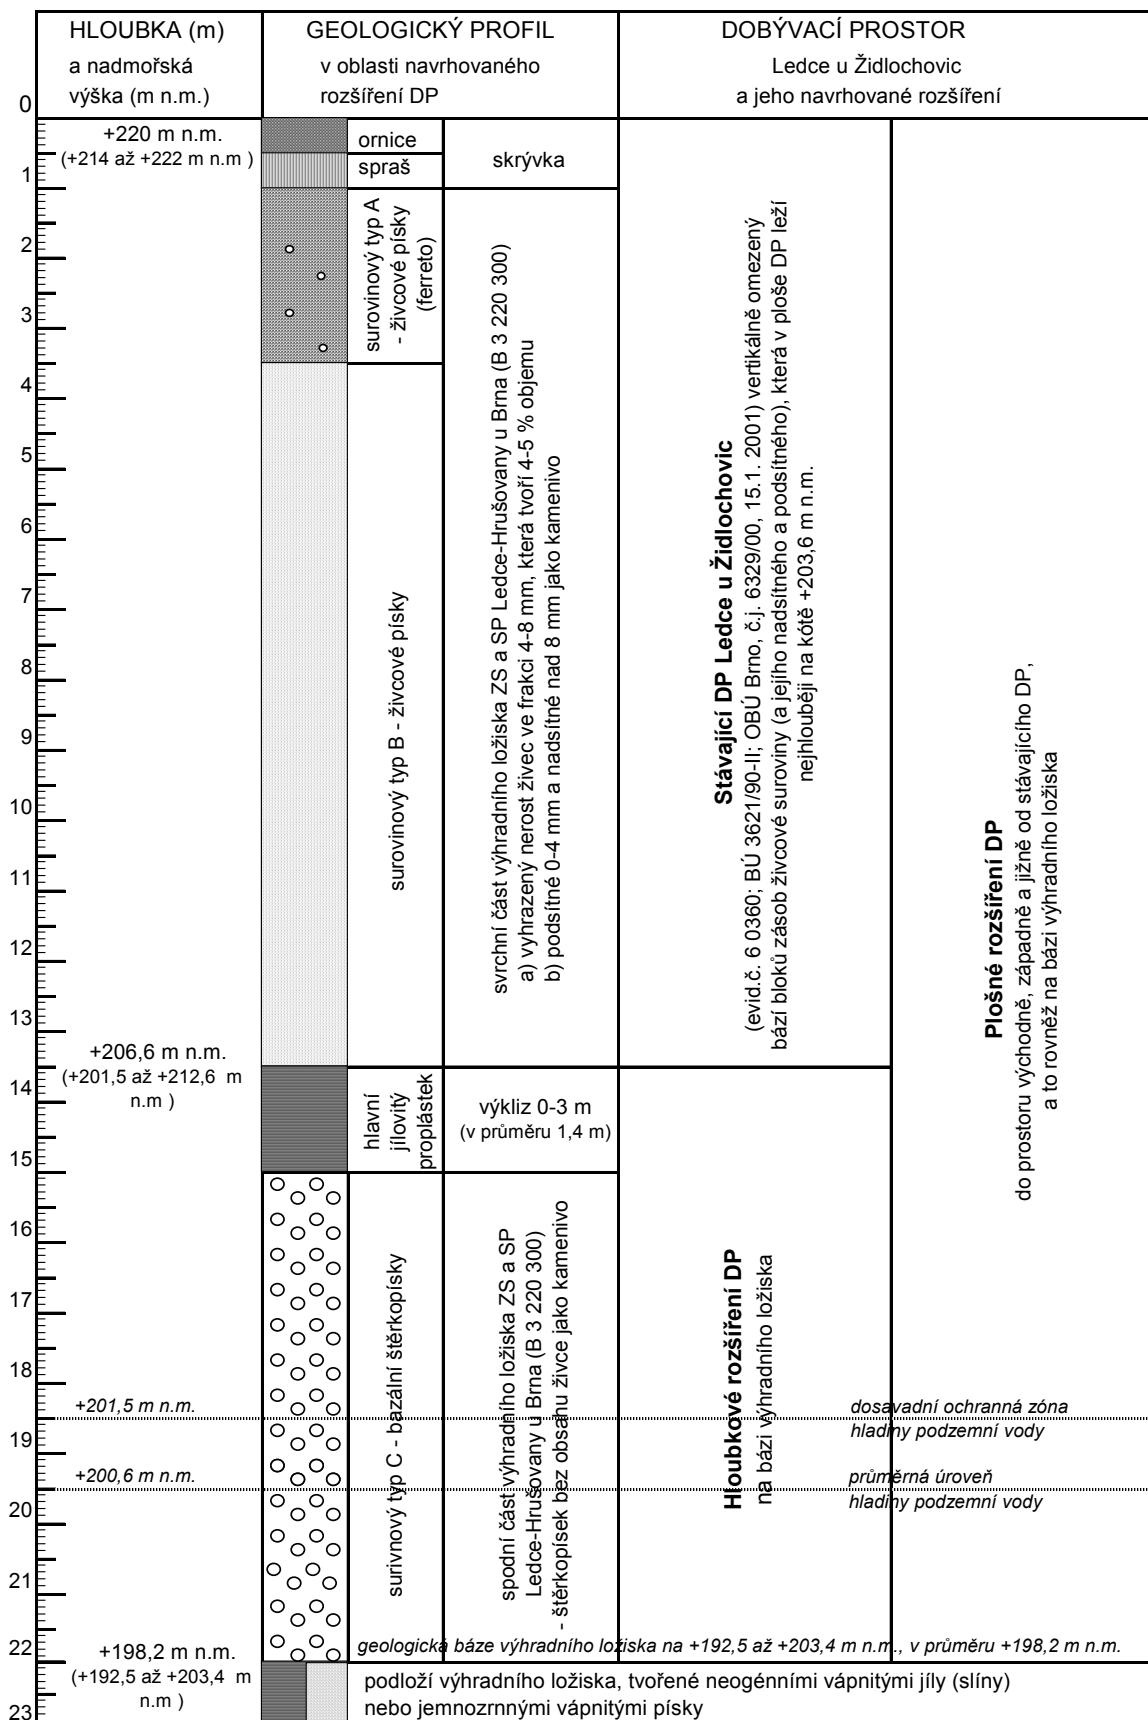 HLOUBKA (m)
a nadmořská
výška (m n.m.)
GEOLOGICKÝ PROFIL
v oblasti navrhovaného
rozšíření DP
DOBÝVACÍ PROSTOR
Ledce u Židlochovic
a jeho navrhované rozšíření
0
1
2
3
4
5
6
7
8
9
10
11
12
13
14
15
16
17
18
19
20
21
22
23
+220 m n.m.
(+214 až +222 m n.m )
+206,6 m n.m.
(+201,5 až +212,6 m
n.m )
+201,5 m n.m.
+200,6 m n.m.
+198,2 m n.m.
(+192,5 až +203,4 m
n.m )
ornice
spraš
skrývka
surovinový typ A
- živcové písky
(ferreto)
surovinový typ B - živcové písky
svrchní část výhradního ložiska ZS a SP Ledce-Hrušovany u Brna (B 3 220 300)
a) vyhrazený nerost živec ve frakci 4-8 mm, která tvoří 4-5 % objemu
b) podsítné 0-4 mm a nadsítné nad 8 mm jako kamenivo
hlavní
jílovitý
proplástek
výkliz 0-3 m
(v průměru 1,4 m)
surivnový typ C - bazální štěrkopísky
spodní část výhradního ložiska ZS a SP
Ledce-Hrušovany u Brna (B 3 220 300)
- štěrkopísek bez obsahu živce jako kamenivo
Stávající DP Ledce u Židlochovic
(evid.č. 6 0360; BÚ 3621/90-II; OBÚ Brno, č.j. 6329/00, 15.1. 2001) vertikálně omezený
bází bloků zásob živcové suroviny (a jejího nadsítného a podsítného), která v ploše DP leží
nejhlouběji na kótě +203,6 m n.m.
Hloubkové rozšíření DP
na bázi výhradního ložiska
Plošné rozšíření DP
do prostoru východně, západně a jižně od stávajícího DP,
a to rovněž na bázi výhradního ložiska
dosavadní ochranná zóna
hladiny podzemní vody
průměrná úroveň
hladiny podzemní vody
geologická báze výhradního ložiska na +192,5 až +203,4 m n.m., v průměru +198,2 m n.m.
podloží výhradního ložiska, tvořené neogénními vápnitými jíly (slíny)
nebo jemnozrnnými vápnitými písky